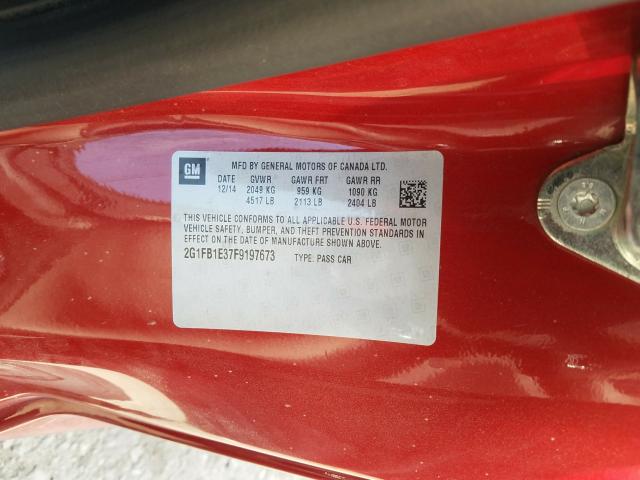 GM
MFD BY GENERAL MOTORS OF CANADA LTD.
DATE GVWR GAWR FRT GAWR RR
12/14 2049 KG 959 KG 1090 KG
4517 LB 2113 LB 2404 LB
THIS VEHICLE CONFORMS TO ALL APPLICABLE U.S. FEDERAL MOTOR
VEHICLE SAFETY, BUMPER, AND THEFT PREVENTION STANDARDS IN
EFFECT ON THE DATE OF MANUFACTURE SHOWN ABOVE.
2G1FB1E37F9197673 TYPE: PASS CAR